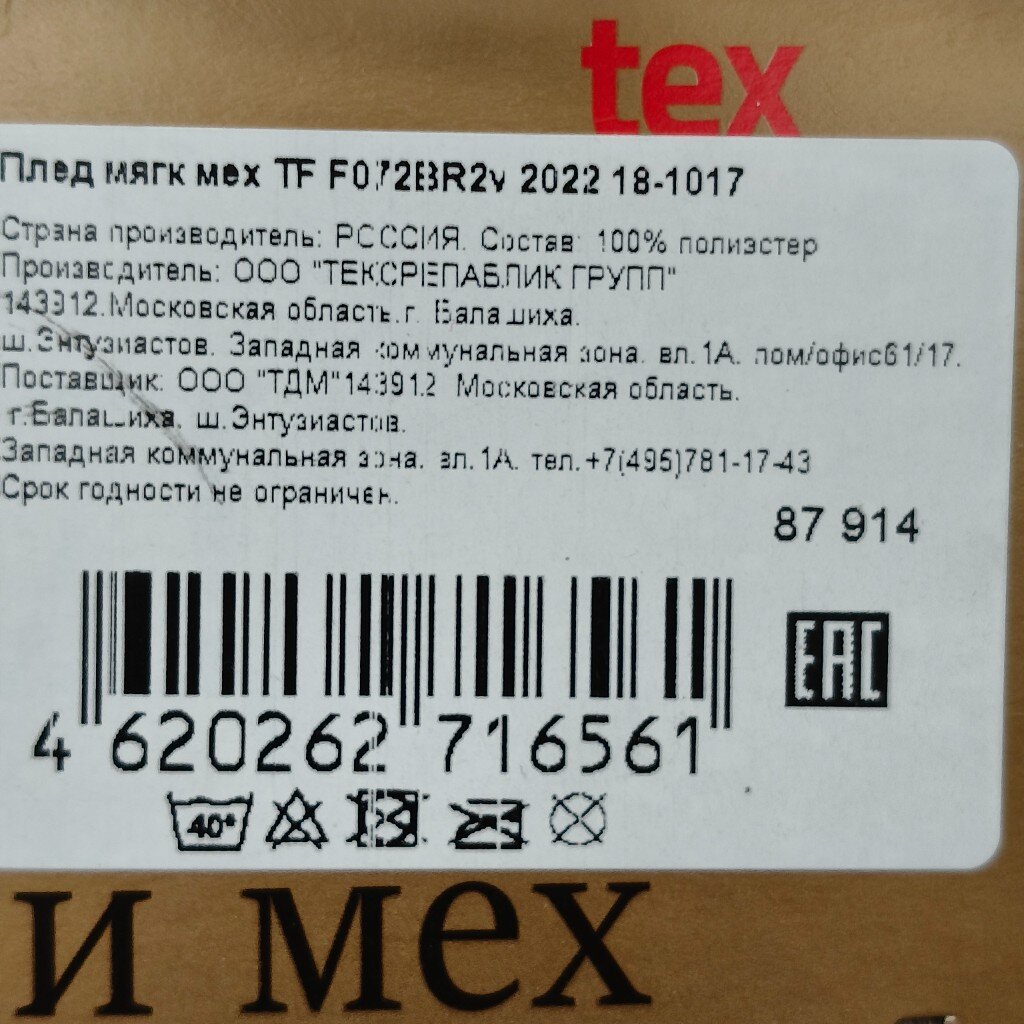 tex
Плед мягк мех TF F072BR2v 2022 18-1017
Страна производитель: РОССИЯ. Состав: 100% полиэстер
Производитель: ООО "ТЕКСРЕПАБЛИК ГРУПП"
143912.Московская область.г. Балашиха.
ш.Энтузиастов. Западная коммунальная зона. вл.1А. пом/офис61/17.
Поставщик: ООО "ТДМ"143912 Московская область.
г.Балашиха, ш.Энтузиастов.
Западная коммунальная зона. вл.1А. тел.+7(495)781-17-43
Срок годности не ограничен.
87 914
EAC
4 620262 716561
40°
и мех